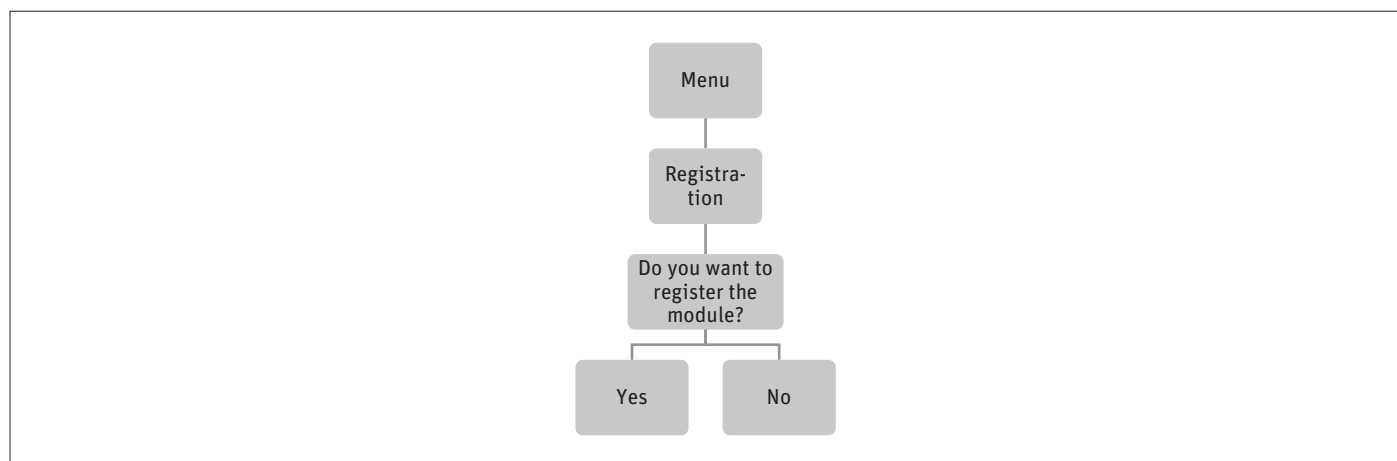 Menu
Registra-
tion
Do you want to
register the
module?
Yes
No